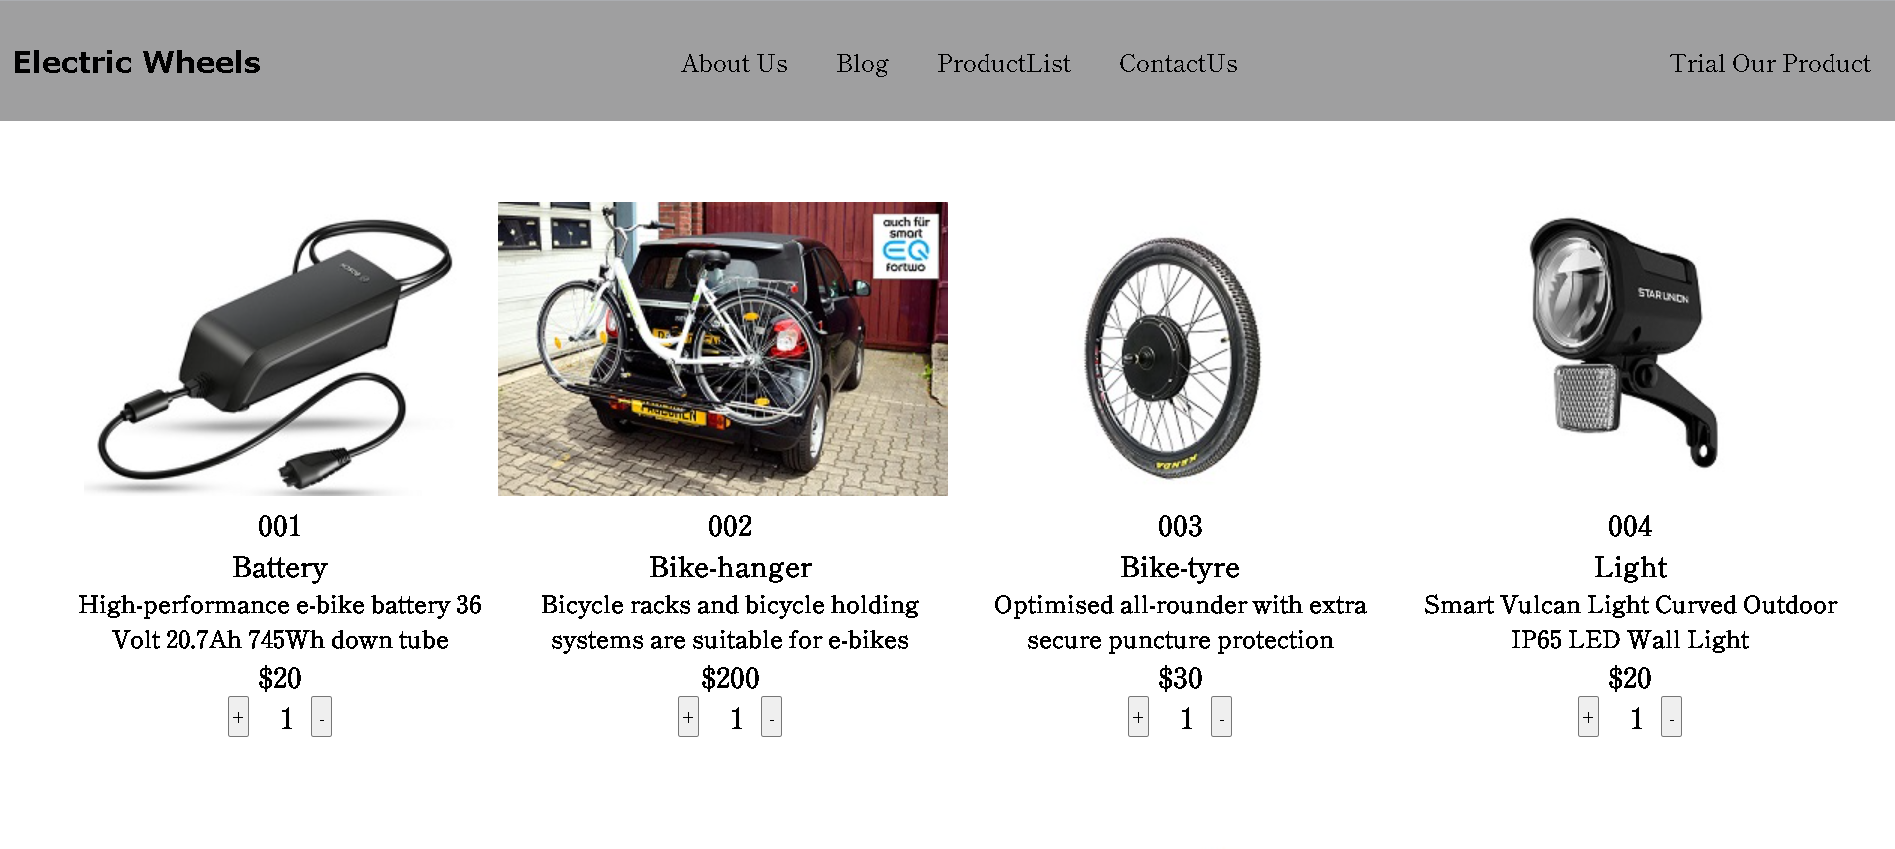 Electric Wheels
About Us
Blog
ProductList
ContactUs
Trial Our Product
BOSCH
auch für
smart
EQ
fortwo
KENDA
STARUNION
001
Battery
High-performance e-bike battery 36
Volt 20.7Ah 745Wh down tube
$20
+ 1 -
002
Bike-hanger
Bicycle racks and bicycle holding
systems are suitable for e-bikes
$200
+ 1 -
003
Bike-tyre
Optimised all-rounder with extra
secure puncture protection
$30
+ 1 -
004
Light
Smart Vulcan Light Curved Outdoor
IP65 LED Wall Light
$20
+ 1 -